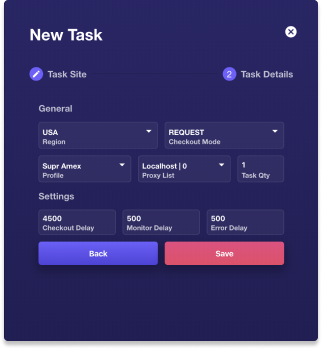 New Task
Task Site
2 Task Details
General
USA
Region
REQUEST
Checkout Mode
Supr Amex
Profile
Localhost | 0
Proxy List
1
Task Qty
Settings
4500
Checkout Delay
500
Monitor Delay
500
Error Delay
Back
Save